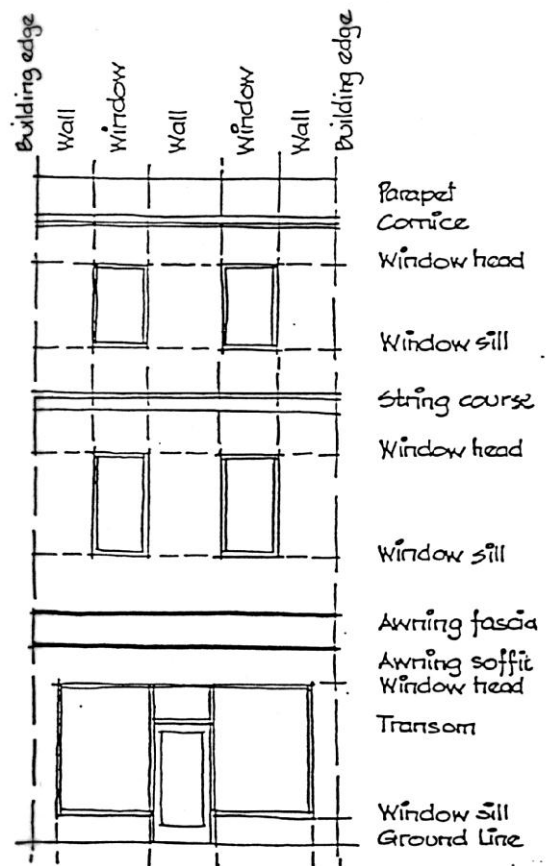 Building edge
Wall
Window
Wall
Window
Wall
Building edge
Parapet
Cornice
Window head
Window sill
String course
Window head
Window sill
Awning fascia
Awning soffit
Window head
Transom
Window sill
Ground Line